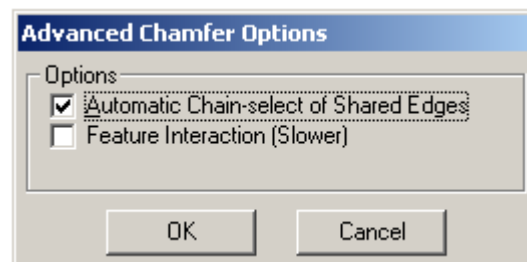 Advanced Chamfer Options
Options
Automatic Chain-select of Shared Edges
Feature Interaction (Slower)
OK Cancel